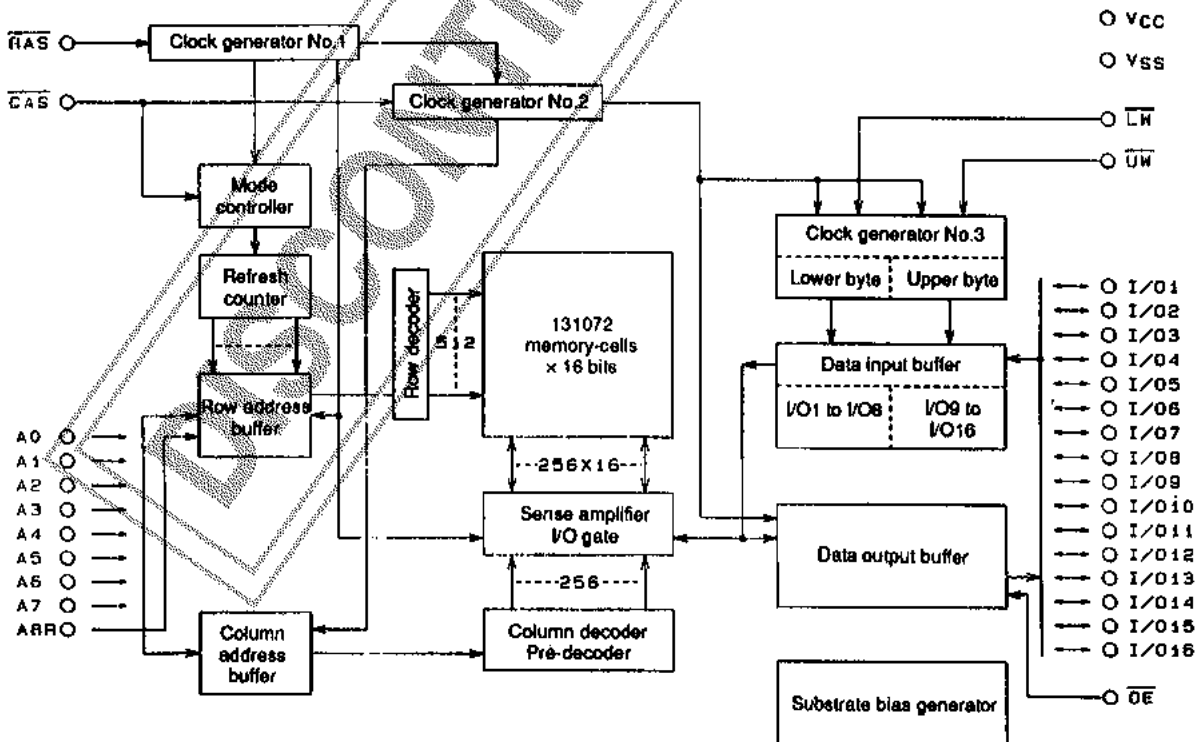 RAS
Clock generator No.1
VCC
VSS
CAS
Clock generator No.2
LW
UW
Mode
controller
Clock generator No.3
Lower byte
Upper byte
Refresh
counter
Row decoder
512
131072
memory-cells
× 16 bits
Data input buffer
I/O1 to I/O8
I/O9 to
I/O16
Row address
buffer
256X16
A0
A1
A2
A3
A4
A5
A6
A7
A8R
Sense amplifier
I/O gate
256
Data output buffer
Column
address
buffer
Column decoder
Pre-decoder
Substrate bias generator
I/O1
I/O2
I/O3
I/O4
I/O5
I/O6
I/O7
I/O8
I/O9
I/O10
I/O11
I/O12
I/O13
I/O14
I/O15
I/O16
OE
DISCONTIN